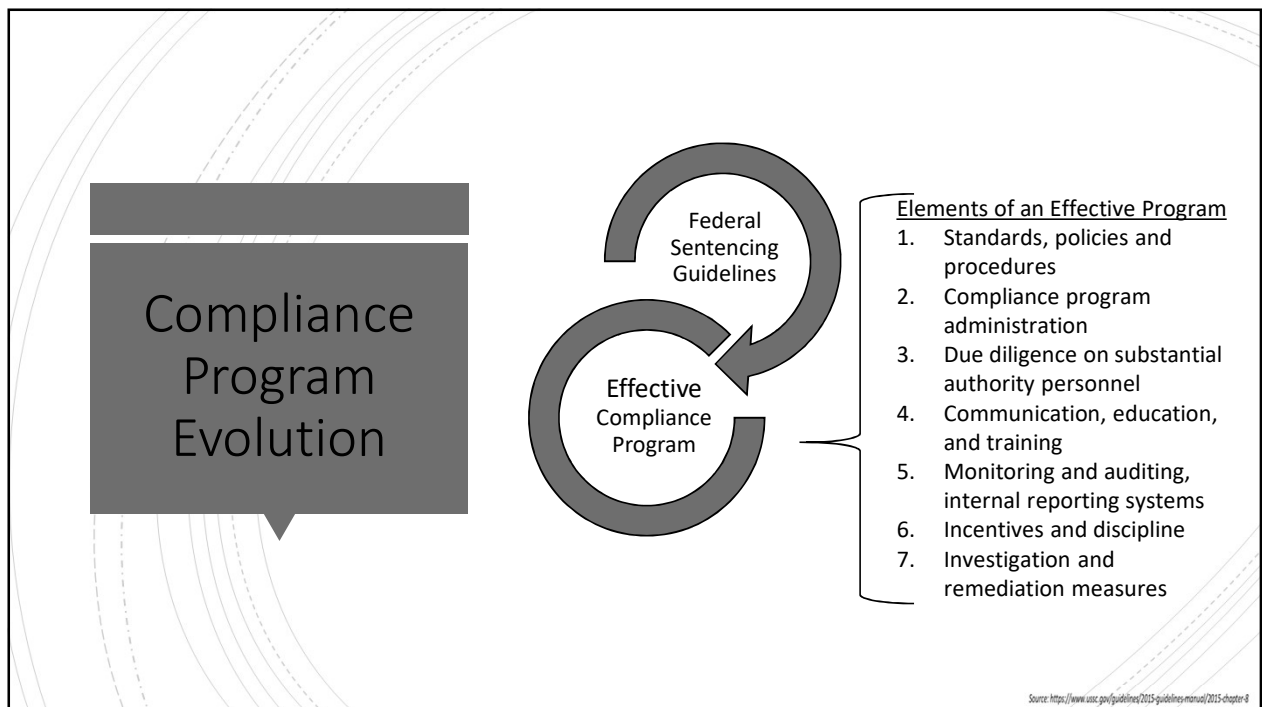 Compliance
Program
Evolution
Federal
Sentencing
Guidelines
Effective
Compliance
Program
Elements of an Effective Program
1. Standards, policies and
procedures
2. Compliance program
administration
3. Due diligence on substantial
authority personnel
4. Communication, education,
and training
5. Monitoring and auditing,
internal reporting systems
6. Incentives and discipline
7. Investigation and
remediation measures
Source: https://www.ussc.gov/guidelines/2015-guidelines-manual/2015-chapter-8